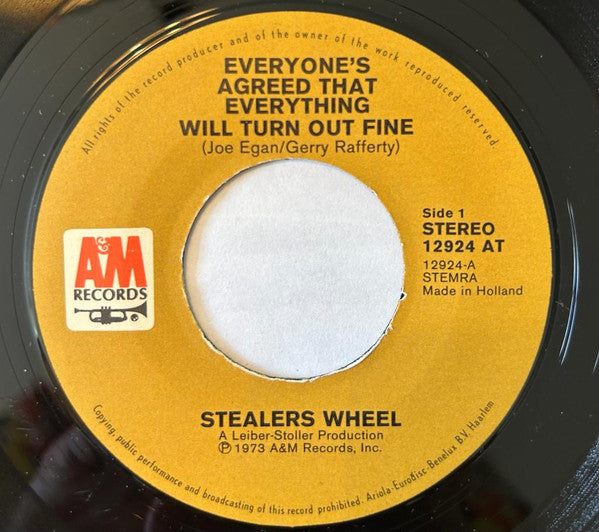 All rights of the record producer and of the owner of the work reproduced reserved.
EVERYONE'S
AGREED THAT
EVERYTHING
WILL TURN OUT FINE
(Joe Egan/Gerry Rafferty)
Side 1
STEREO
12924 AT
12924-A
STEMRA
Made in Holland
A&M
RECORDS
STEALERS WHEEL
A Leiber-Stoller Production
℗ 1973 A&M Records, Inc.
Copying, public performance and broadcasting of this record prohibited. Ariola-Eurodisc Benelux B.V. Haarlem